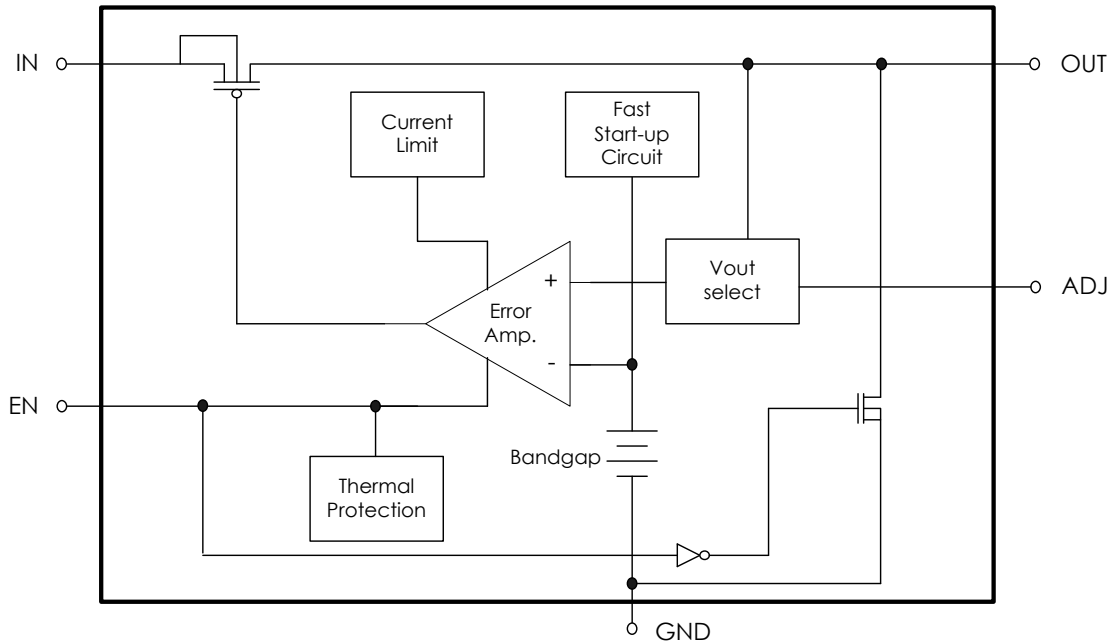 IN
OUT
Current
Limit
Fast
Start-up
Circuit
+
Vout
select
ADJ
Error
Amp.
-
EN
Bandgap
Thermal
Protection
GND